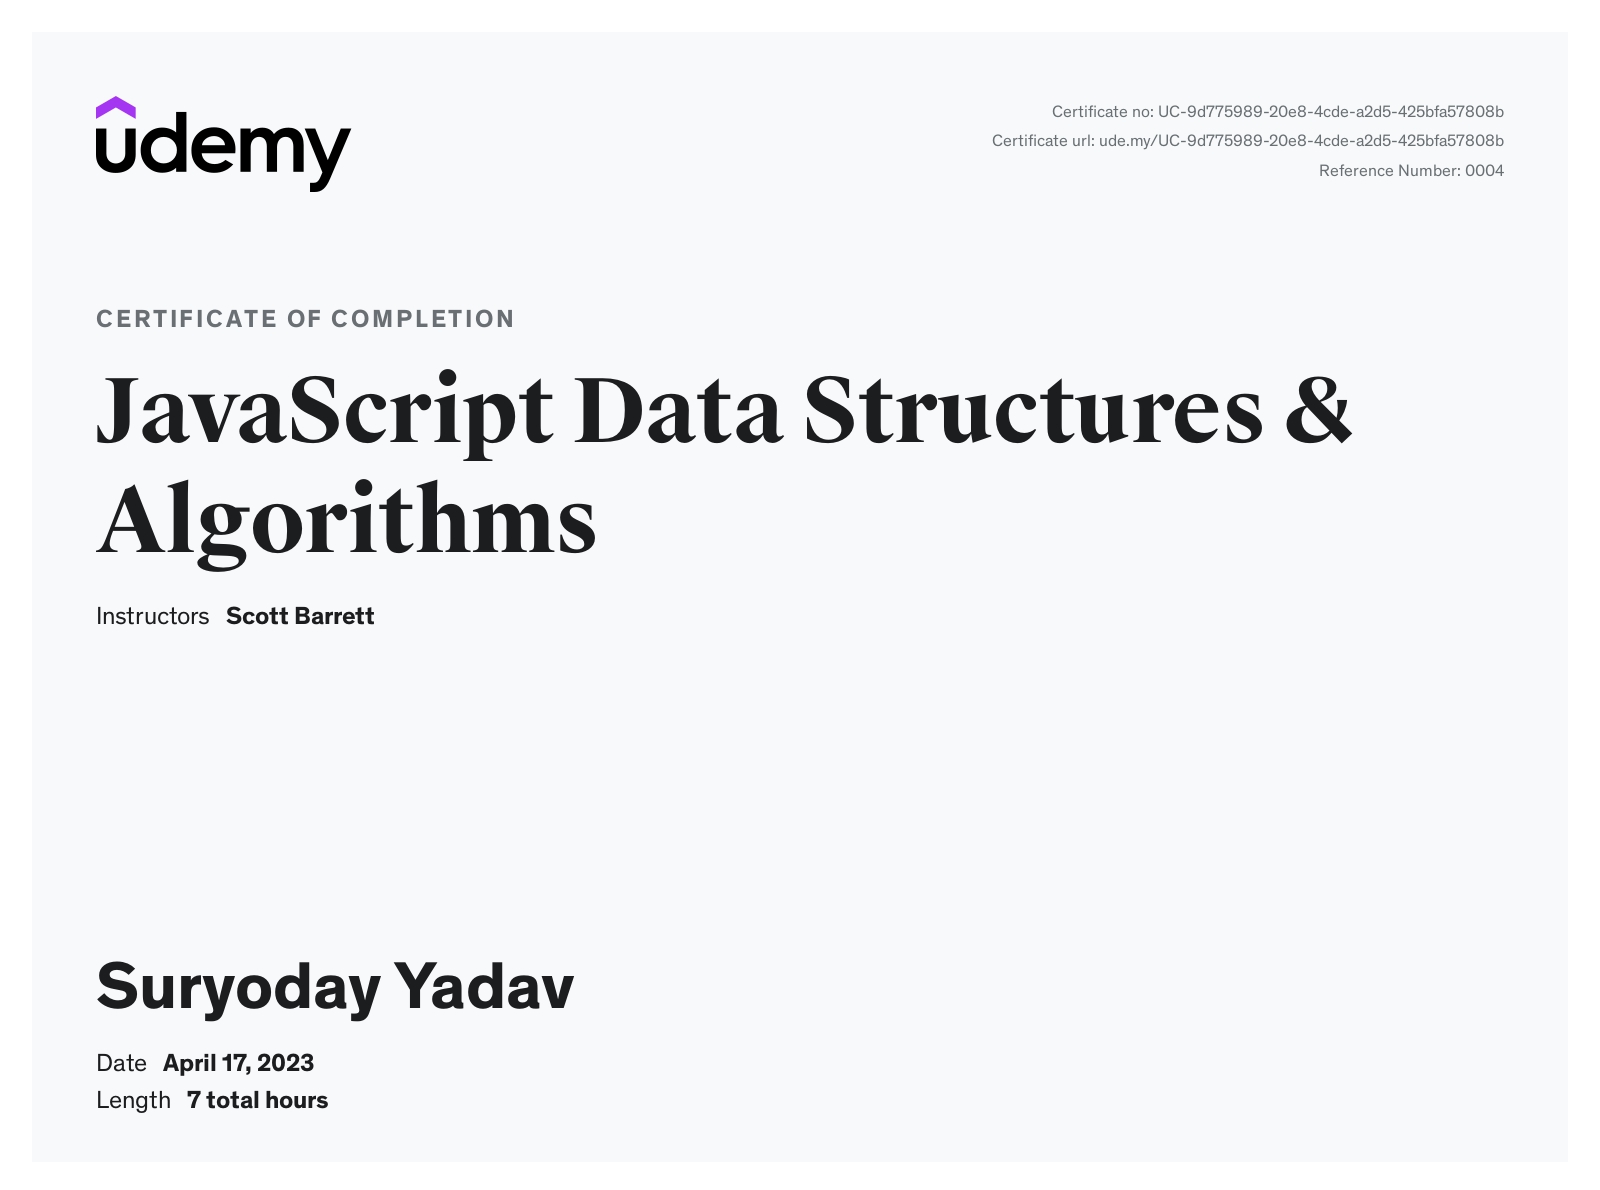 udemy
Certificate no: UC-9d775989-20e8-4cde-a2d5-425bfa57808b
Certificate url: ude.my/UC-9d775989-20e8-4cde-a2d5-425bfa57808b
Reference Number: 0004
CERTIFICATE OF COMPLETION
JavaScript Data Structures &
Algorithms
Instructors Scott Barrett
Suryoday Yadav
Date April 17, 2023
Length 7 total hours